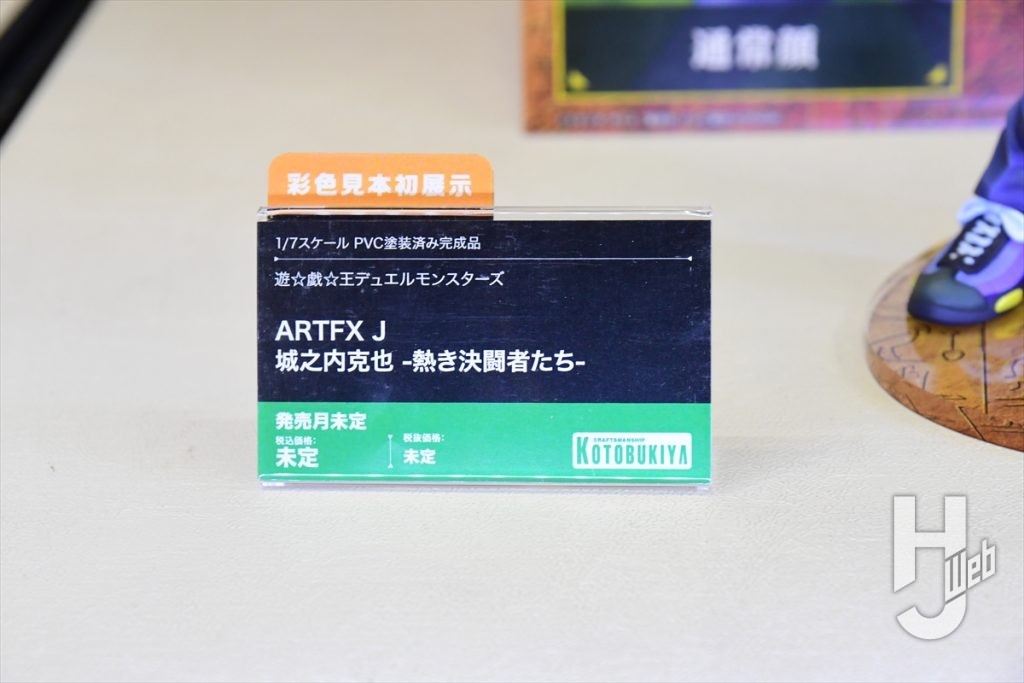 通常顔
彩色見本初展示
1/7スケール PVC塗装済み完成品
遊☆戯☆王デュエルモンスターズ
ARTFX J
城之内克也 -熱き決闘者たち-
発売月未定
税込価格:
未定
税抜価格:
未定
CRAFTSMANSHIP
KOTOBUKIYA
HJ Web